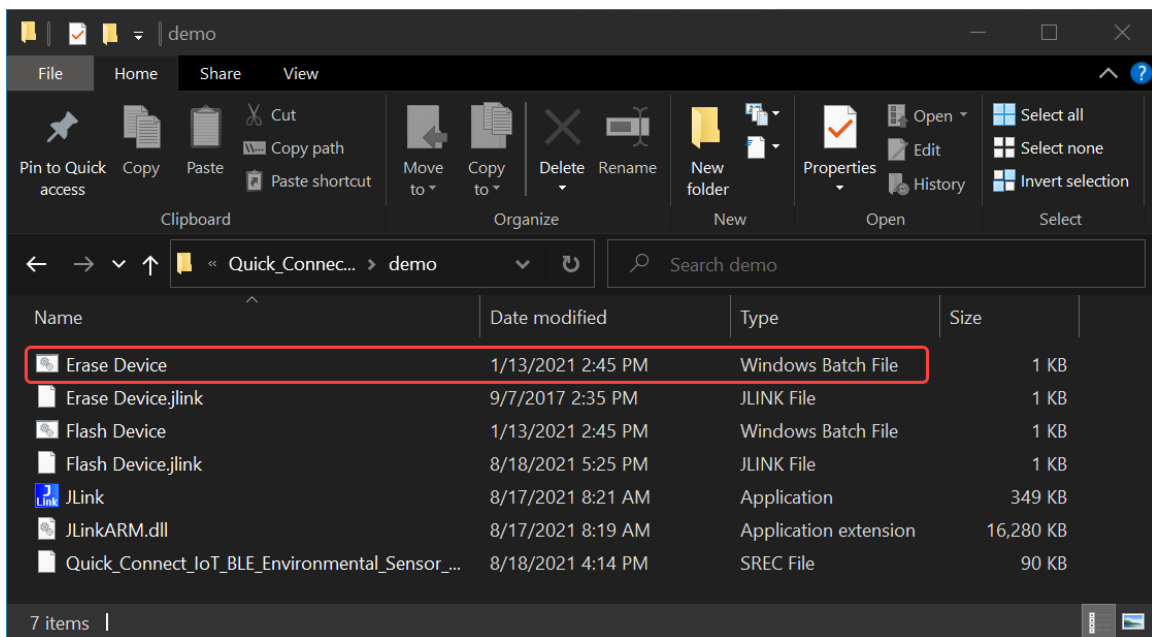 demo
File Home Share View
Pin to Quick access
Copy
Paste
Cut
Copy path
Paste shortcut
Clipboard
Move to
Copy to
Delete
Rename
Organize
New folder
New
Properties
Open
Edit
History
Open
Select all
Select none
Invert selection
Select
« Quick_Connec... > demo
Search demo
Name Date modified Type Size
Erase Device 1/13/2021 2:45 PM Windows Batch File 1 KB
Erase Device.jlink 9/7/2017 2:35 PM JLINK File 1 KB
Flash Device 1/13/2021 2:45 PM Windows Batch File 1 KB
Flash Device.jlink 8/18/2021 5:25 PM JLINK File 1 KB
JLink 8/17/2021 8:21 AM Application 349 KB
JLinkARM.dll 8/17/2021 8:19 AM Application extension 16,280 KB
Quick_Connect_IoT_BLE_Environmental_Sensor_... 8/18/2021 4:14 PM SREC File 90 KB
7 items